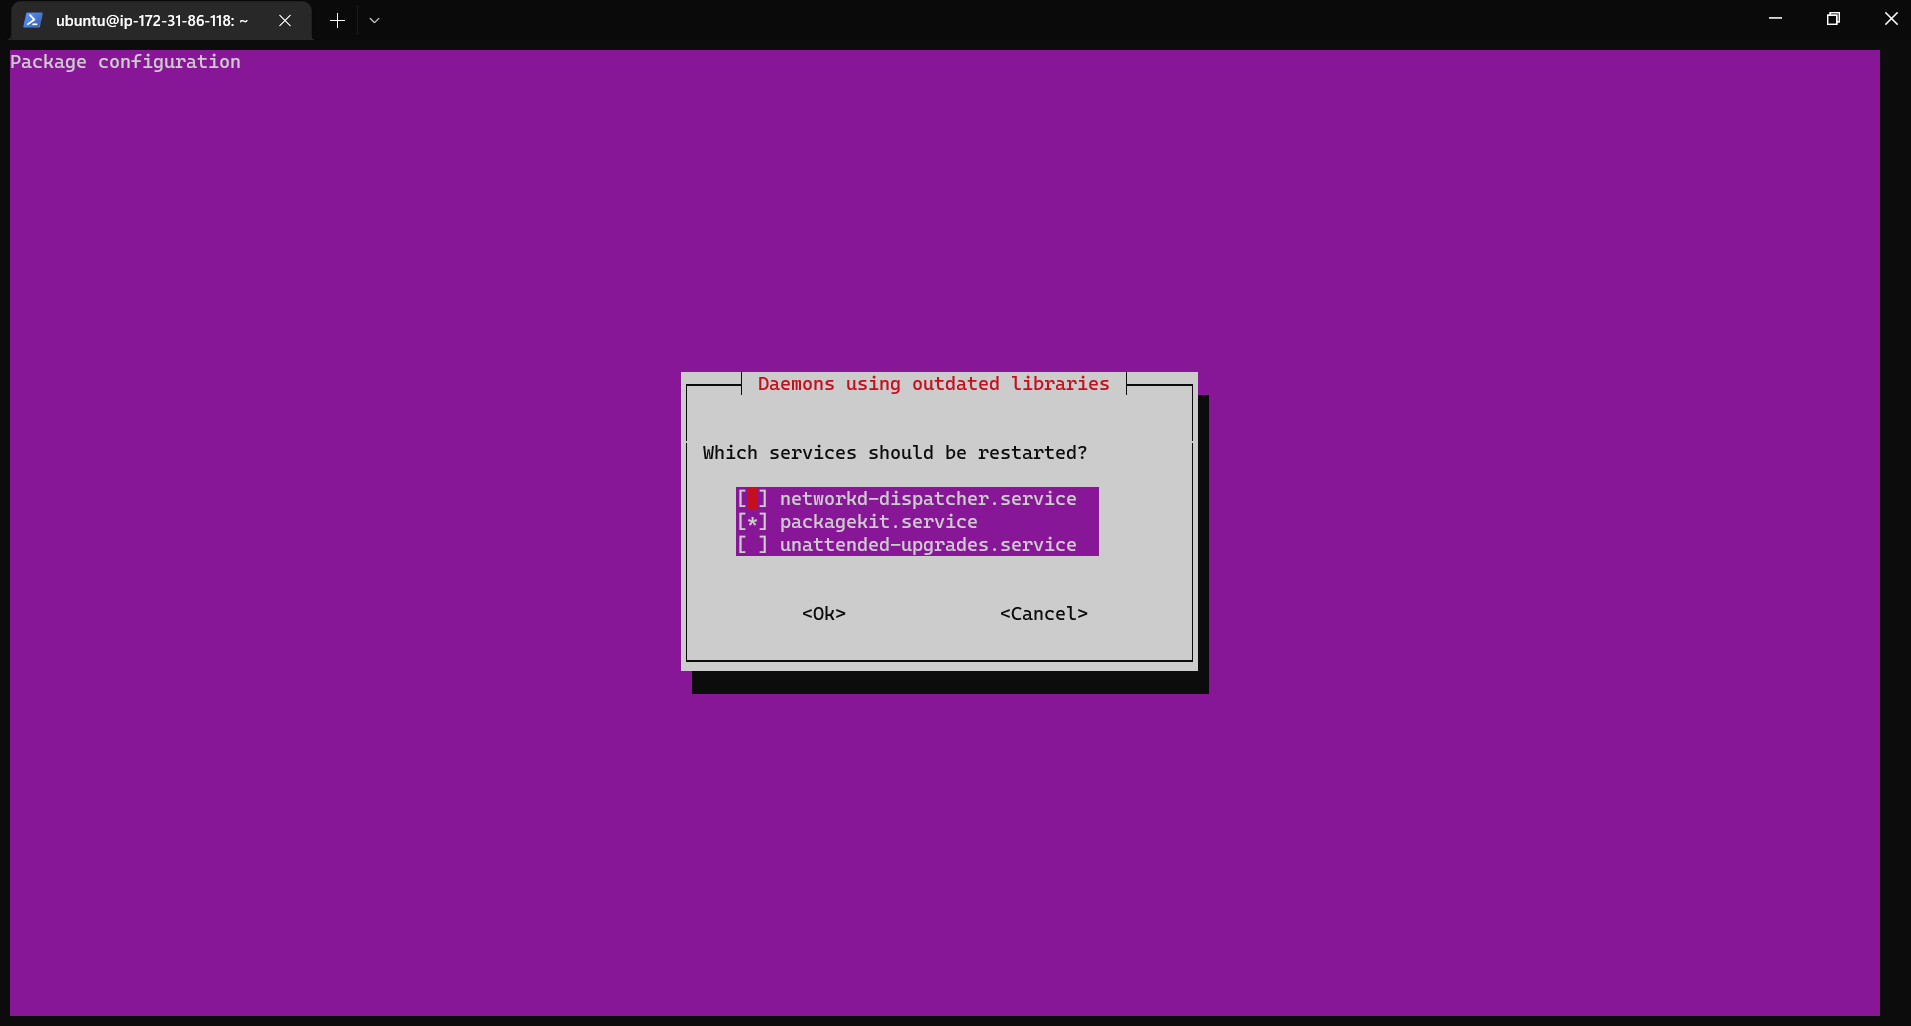 ubuntu@ip-172-31-86-118: ~
Package configuration
Daemons using outdated libraries
Which services should be restarted?
[ ] networkd-dispatcher.service
[*] packagekit.service
[ ] unattended-upgrades.service
<Ok> <Cancel>